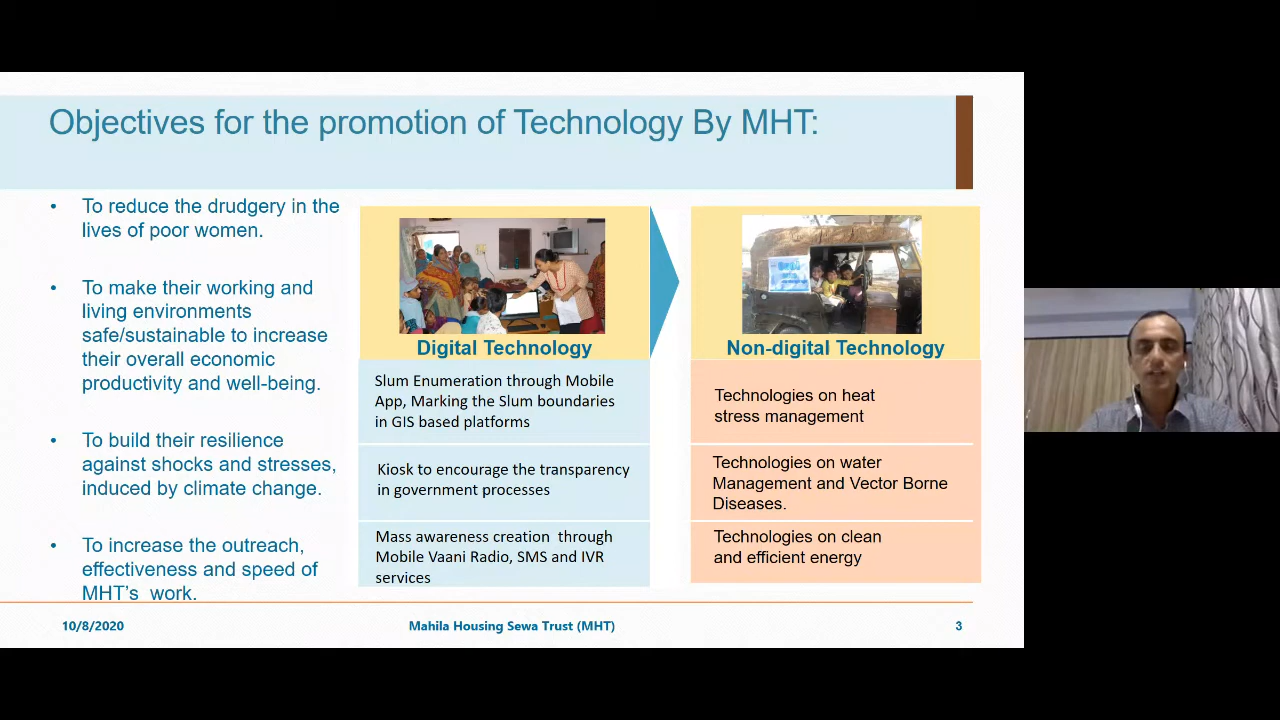 Objectives for the promotion of Technology By MHT:
• To reduce the drudgery in the
lives of poor women.
• To make their working and
living environments
safe/sustainable to increase
their overall economic
productivity and well-being.
• To build their resilience
against shocks and stresses,
induced by climate change.
• To increase the outreach,
effectiveness and speed of
MHT's work.
Digital Technology
Slum Enumeration through Mobile
App, Marking the Slum boundaries
in GIS based platforms
Kiosk to encourage the transparency
in government processes
Mass awareness creation through
Mobile Vaani Radio, SMS and IVR
services
Non-digital Technology
Technologies on heat
stress management
Technologies on water
Management and Vector Borne
Diseases.
Technologies on clean
and efficient energy
10/8/2020
Mahila Housing Sewa Trust (MHT)
3